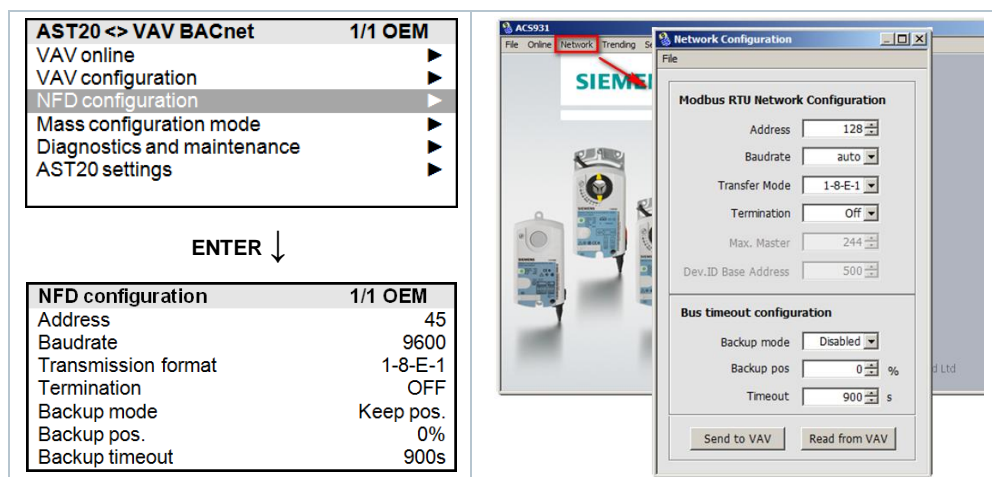 AST20 <> VAV BACnet 1/1 OEM
VAV online ▶
VAV configuration ▶
NFD configuration ▶
Mass configuration mode ▶
Diagnostics and maintenance ▶
AST20 settings ▶
ENTER ↓
NFD configuration 1/1 OEM
Address 45
Baudrate 9600
Transmission format 1-8-E-1
Termination OFF
Backup mode Keep pos.
Backup pos. 0%
Backup timeout 900s
ACS931
File Online Network Trending
SIEMEN
Network Configuration
File
Modbus RTU Network Configuration
Address 128
Baudrate auto
Transfer Mode 1-8-E-1
Termination Off
Max. Master 244
Dev.ID Base Address 500
Bus timeout configuration
Backup mode Disabled
Backup pos 0 %
Timeout 900 s
Send to VAV Read from VAV
d Ltd